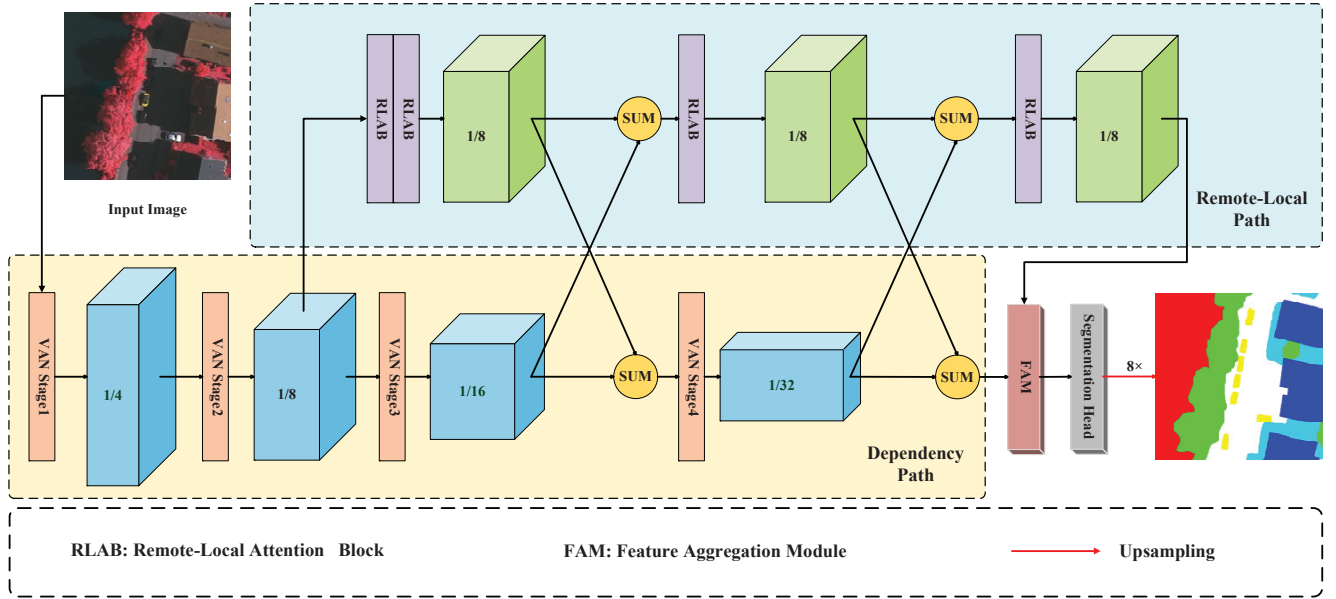 Input Image
RLAB
RLAB
1/8
SUM
RLAB
1/8
SUM
RLAB
1/8
Remote-Local
Path
VAN Stage1
1/4
VAN Stage2
1/8
VAN Stage3
1/16
SUM
VAN Stage4
1/32
SUM
Dependency
Path
FAM
Segmentation Head
8×
RLAB: Remote-Local Attention Block
FAM: Feature Aggregation Module
Upsampling